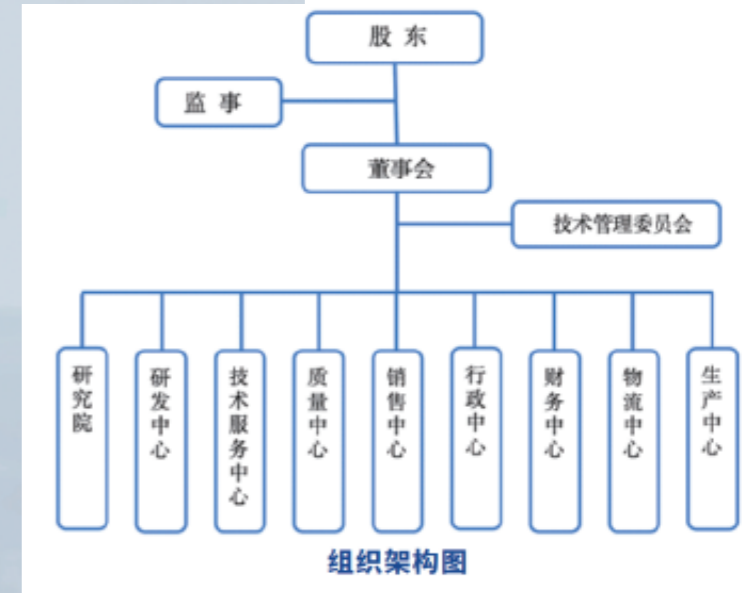 股 东
监 事
董事会
技术管理委员会
研究院
研发中心
技术服务中心
质量中心
销售中心
行政中心
财务中心
物流中心
生产中心
组织架构图